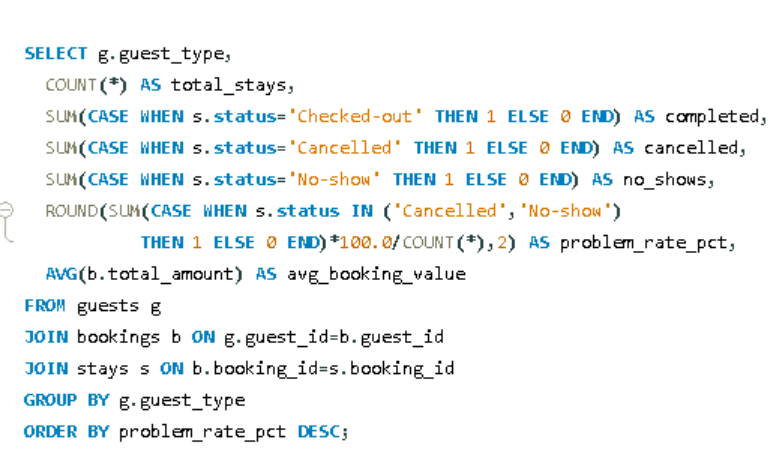 SELECT g.guest_type,
COUNT(*) AS total_stays,
SUM(CASE WHEN s.status='Checked-out' THEN 1 ELSE 0 END) AS completed,
SUM(CASE WHEN s.status='Cancelled' THEN 1 ELSE 0 END) AS cancelled,
SUM(CASE WHEN s.status='No-show' THEN 1 ELSE 0 END) AS no_shows,
ROUND(SUM(CASE WHEN s.status IN ('Cancelled','No-show')
THEN 1 ELSE 0 END)*100.0/COUNT(*),2) AS problem_rate_pct,
AVG(b.total_amount) AS avg_booking_value
FROM guests g
JOIN bookings b ON g.guest_id=b.guest_id
JOIN stays s ON b.booking_id=s.booking_id
GROUP BY g.guest_type
ORDER BY problem_rate_pct DESC;